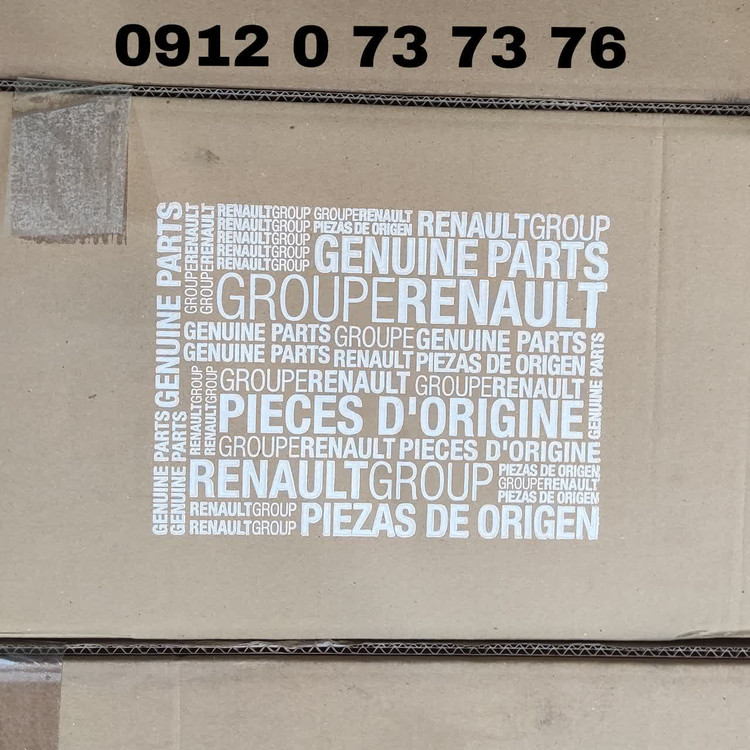 0912 0 73 73 76
GENUINE PARTS
GROUPERENAULT
GROUPERENAULT
RENAULTGROUP GROUPERENAULT
RENAULTGROUP PIEZAS DE ORIGEN
RENAULTGROUP
RENAULTGROUP
RENAULTGROUP
RENAULTGROUP
GENUINE PARTS
GROUPERENAULT
GENUINE PARTS GROUPE GENUINE PARTS
GENUINE PARTS RENAULT PIEZAS DE ORIGEN
GENUINE PARTS
RENAULTGROUP
RENAULTGROUP
GROUPERENAULT GROUPERENAULT
PIECES D'ORIGINE
GROUPERENAULT PIECES D'ORIGINE
GENUINE PARTS
GENUINE PARTS
RENAULTGROUP
PIEZAS DE ORIGEN
GROUPERENAULT
PIEZAS DE ORIGEN
RENAULTGROUP
RENAULTGROUP
PIEZAS DE ORIGEN